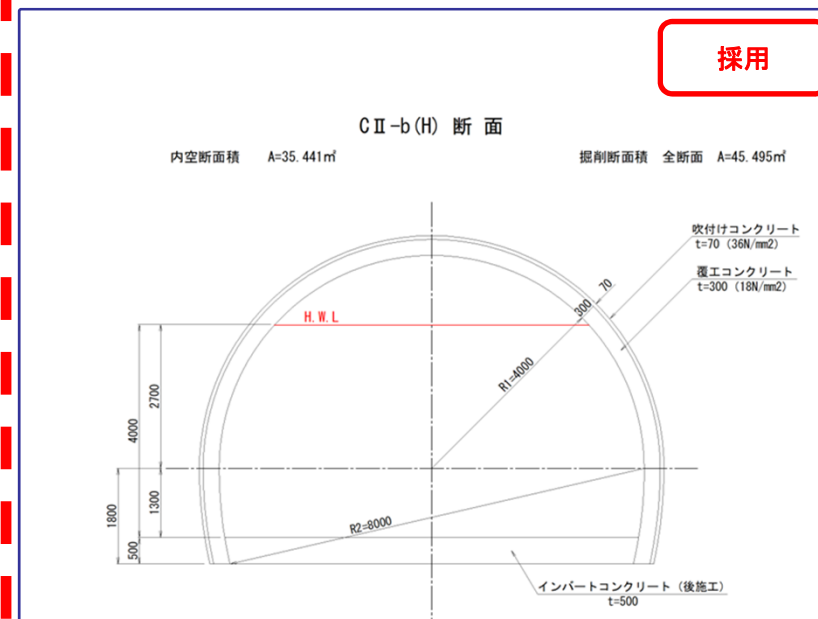 採用
CⅡ-b(H) 断 面
内空断面積 A=35.441㎡ 掘削断面積 全断面 A=45.495㎡
吹付けコンクリート
t=70 (36N/mm2)
覆工コンクリート
t=300 (18N/mm2)
70
300
H.W.L
R1=4000
2700
4000
1300
1800
500
R2=8000
インバートコンクリート (後施工)
t=500